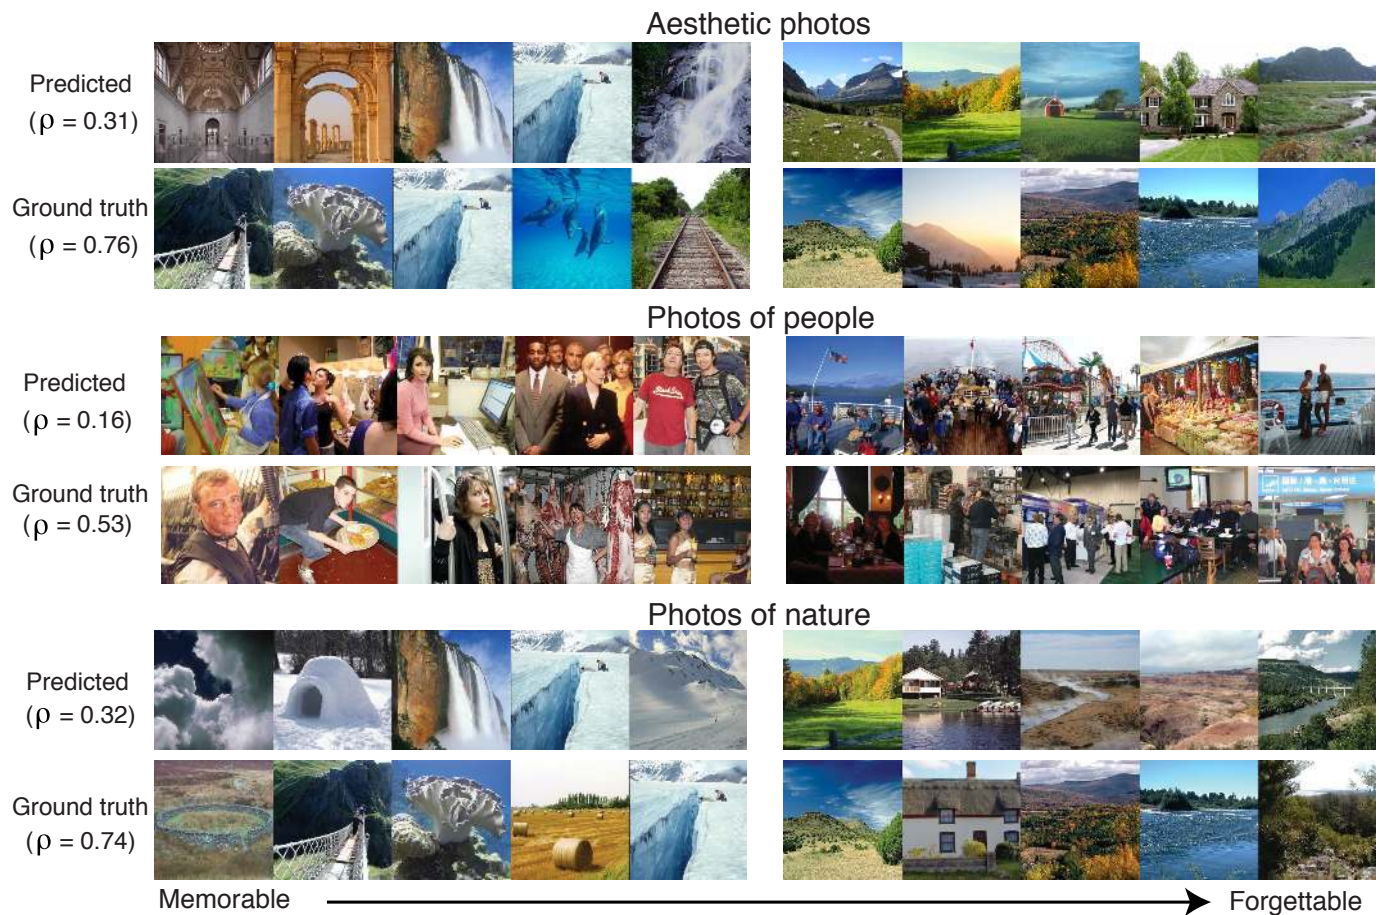 Aesthetic photos
Predicted
(ρ = 0.31)
Ground truth
(ρ = 0.76)
Photos of people
Predicted
(ρ = 0.16)
Ground truth
(ρ = 0.53)
Photos of nature
Predicted
(ρ = 0.32)
Ground truth
(ρ = 0.74)
Memorable
Forgettable